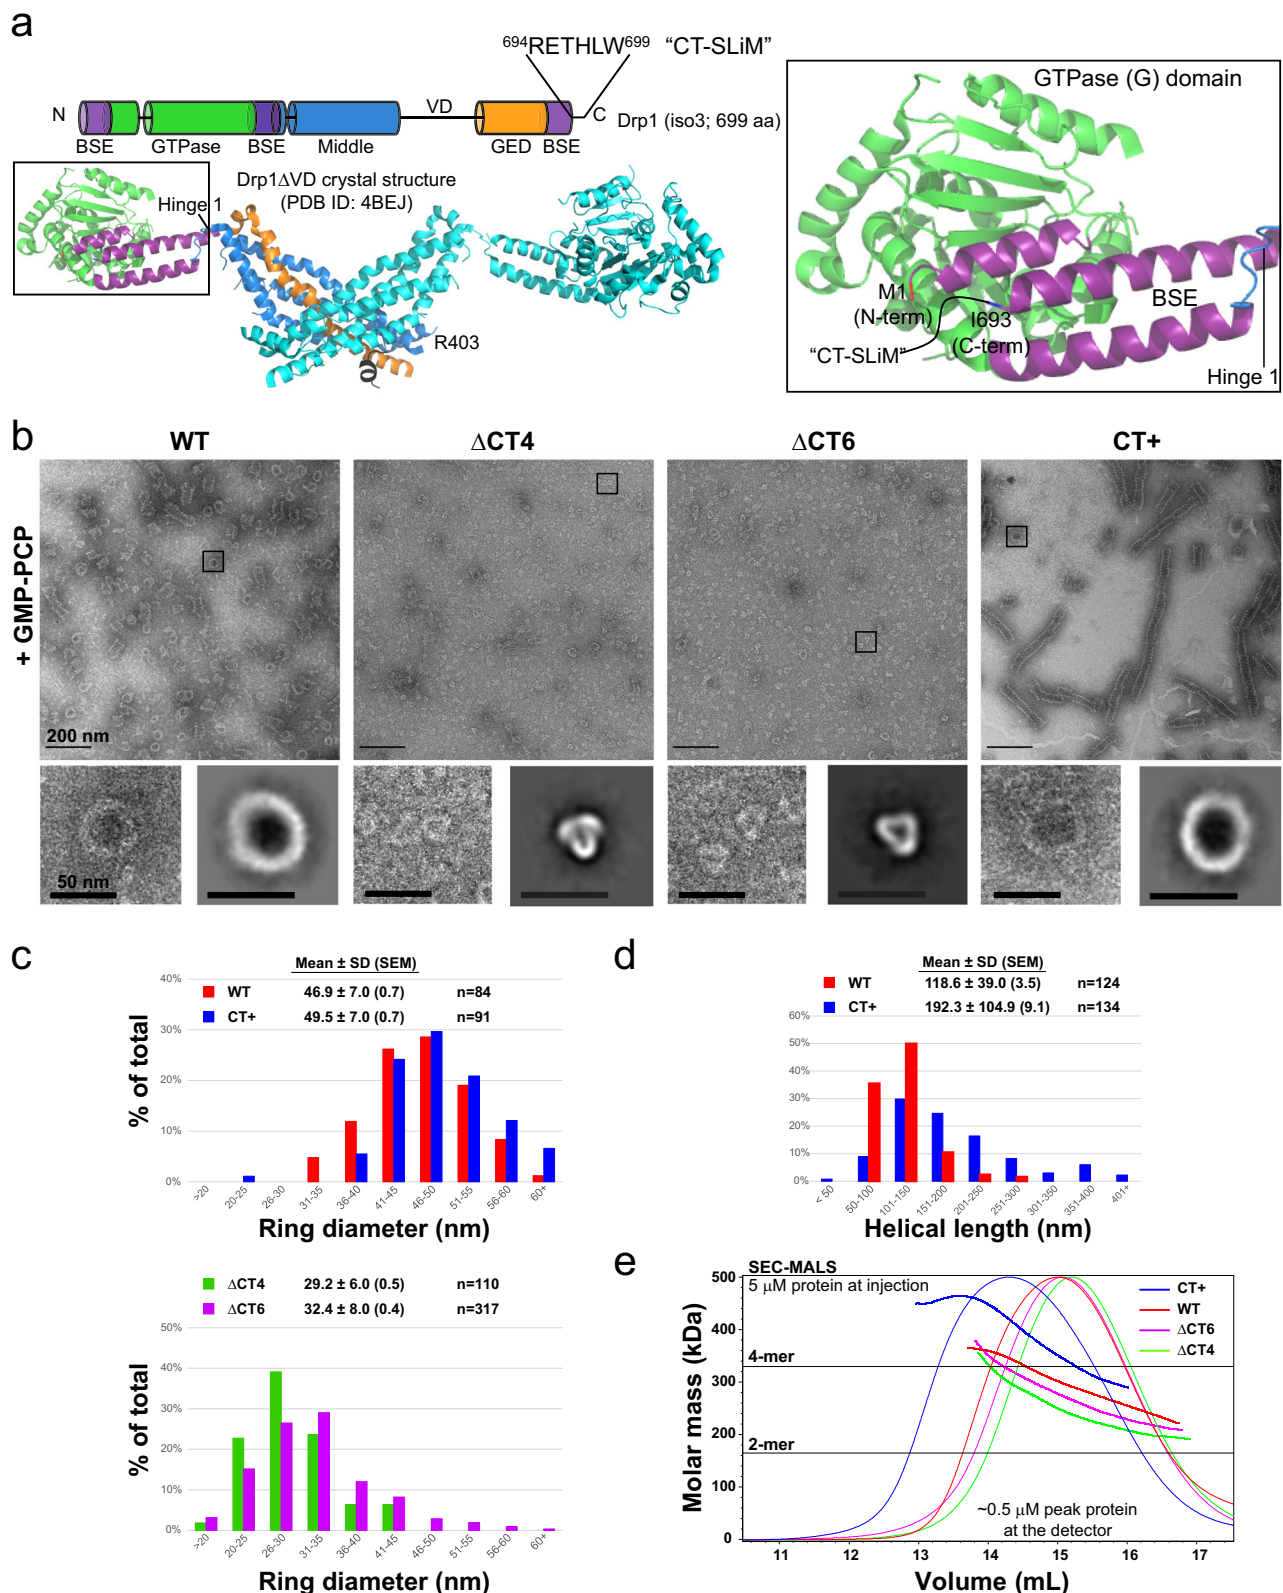 a
694RETHLW699 “CT-SLiM”
N
VD
C
Drp1 (iso3; 699 aa)
BSE
GTPase
BSE
Middle
GED
BSE
Drp1ΔVD crystal structure
(PDB ID: 4BEJ)
Hinge 1
R403
GTPase (G) domain
M1
(N-term)
I693
(C-term)
“CT-SLiM”
BSE
Hinge 1
b
WT
ΔCT4
ΔCT6
CT+
+ GMP-PCP
200 nm
50 nm
c
Mean ± SD (SEM)
WT 46.9 ± 7.0 (0.7) n=84
CT+ 49.5 ± 7.0 (0.7) n=91
% of total
40%
30%
20%
10%
0%
>20 20-25 26-30 31-35 36-40 41-45 46-50 51-55 56-60 60+
Ring diameter (nm)
ΔCT4 29.2 ± 6.0 (0.5) n=110
ΔCT6 32.4 ± 8.0 (0.4) n=317
% of total
50%
40%
30%
20%
10%
0%
>20 20-25 26-30 31-35 36-40 41-45 46-50 51-55 56-60 60+
Ring diameter (nm)
d
Mean ± SD (SEM)
WT 118.6 ± 39.0 (3.5) n=124
CT+ 192.3 ± 104.9 (9.1) n=134
60%
50%
40%
30%
20%
10%
0%
< 50 50-100 101-150 151-200 201-250 251-300 301-350 351-400 401+
Helical length (nm)
e
SEC-MALS
5 μM protein at injection
CT+
WT
ΔCT6
ΔCT4
Molar mass (kDa)
500
400
300
200
100
0
4-mer
2-mer
~0.5 μM peak protein
at the detector
11 12 13 14 15 16 17
Volume (mL)